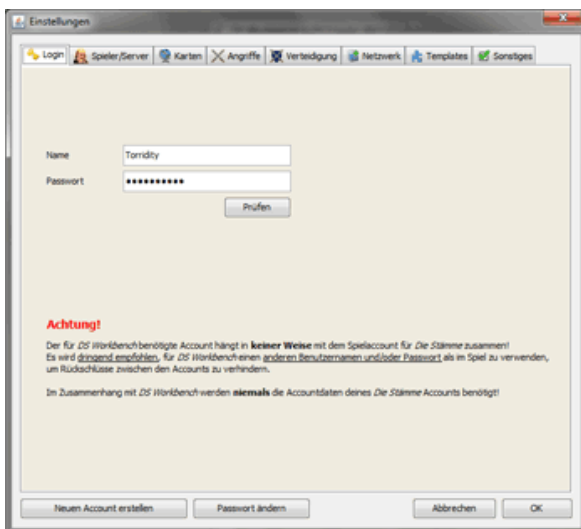 Einstellungen
Login Spieler/Server Karten Angriffe Verteidigung Netzwerk Templates Sonstiges
Name Torridity
Passwort ••••••••••
Prüfen
Achtung!
Der für DS Workbench benötigte Account hängt in keiner Weise mit dem Spielaccount für Die Stämme zusammen!
Es wird dringend empfohlen, für DS Workbench einen anderen Benutzernamen und/oder Passwort als im Spiel zu verwenden,
um Rückschlüsse zwischen den Accounts zu verhindern.
Im Zusammenhang mit DS Workbench werden niemals die Accountdaten deines Die Stämme Accounts benötigt!
Neuen Account erstellen Passwort ändern Abbrechen OK